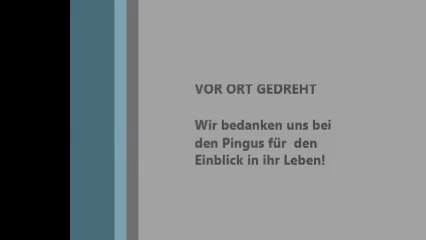 VOR ORT GEDREHT
Wir bedanken uns bei
den Pingus für  den
Einblick in ihr Leben!